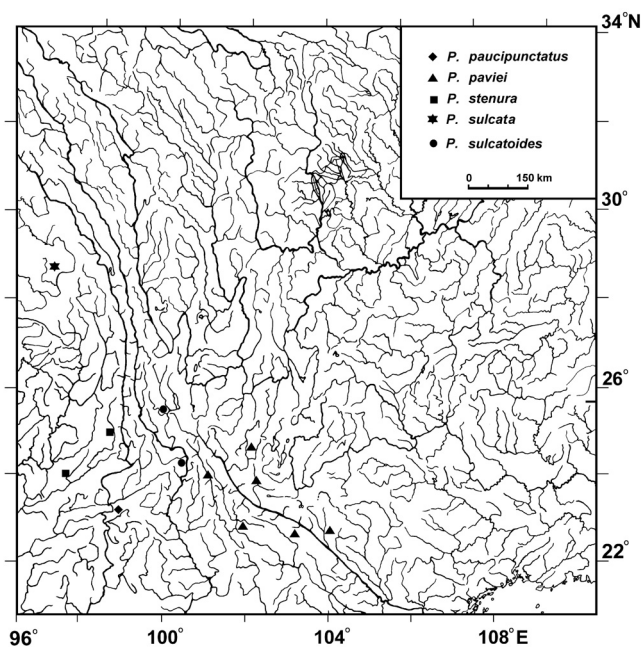 34°N
P. paucipunctatus
P. paviei
P. stenura
P. sulcata
P. sulcatoides
0 150 km
30°
26°
22°
96° 100° 104° 108°E